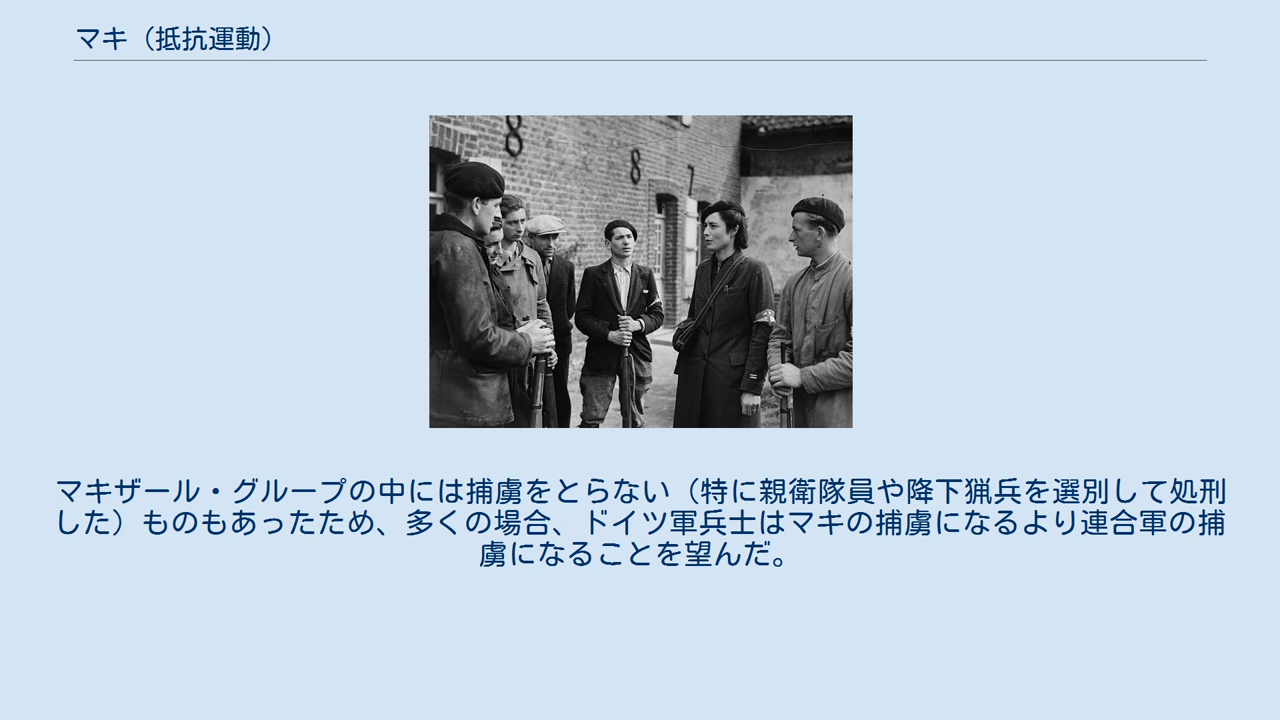 マキ（抵抗運動）
8
8
7
マキザール・グループの中には捕虜をとらない（特に親衛隊員や降下猟兵を選別して処刑
した）ものもあったため、多くの場合、ドイツ軍兵士はマキの捕虜になるより連合軍の捕
虜になることを望んだ。